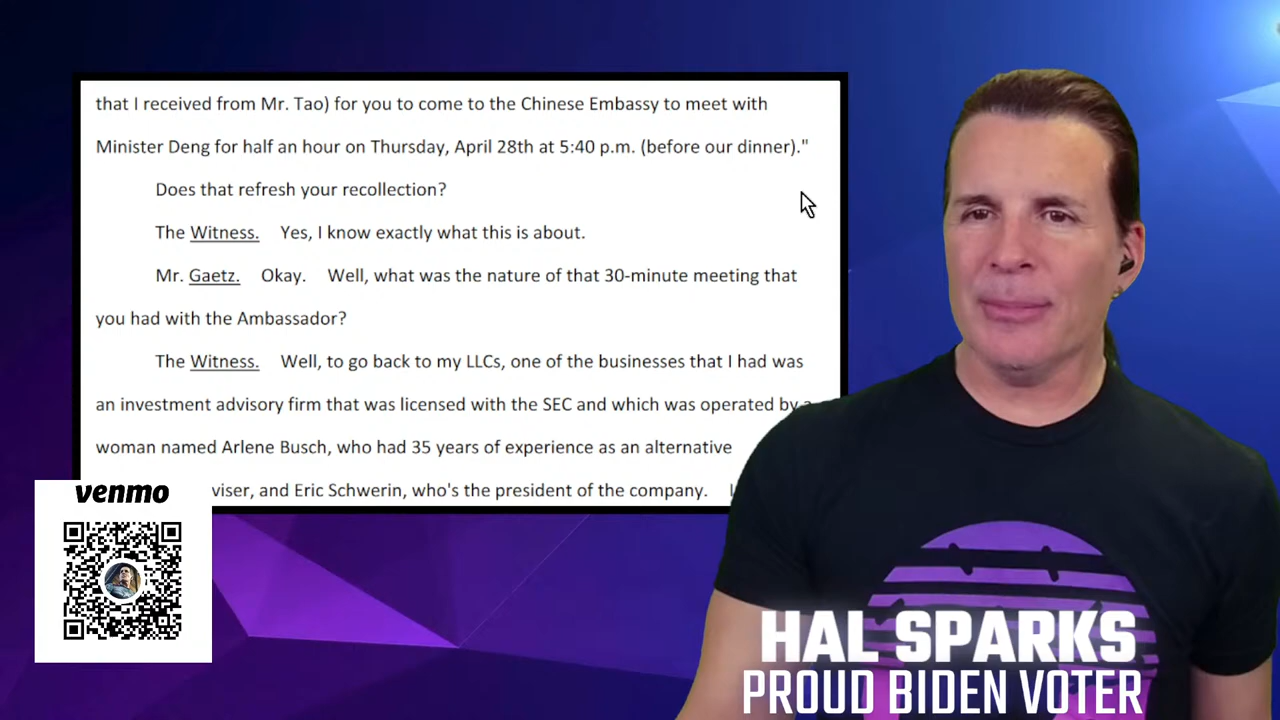 that I received from Mr. Tao) for you to come to the Chinese Embassy to meet with
Minister Deng for half an hour on Thursday, April 28th at 5:40 p.m. (before our dinner)."
Does that refresh your recollection?
The Witness. Yes, I know exactly what this is about.
Mr. Gaetz. Okay. Well, what was the nature of that 30-minute meeting that
you had with the Ambassador?
The Witness. Well, to go back to my LLCs, one of the businesses that I had was
an investment advisory firm that was licensed with the SEC and which was operated by a
woman named Arlene Busch, who had 35 years of experience as an alternative
viser, and Eric Schwerin, who's the president of the company.
venmo
HAL SPARKS
PROUD BIDEN VOTER